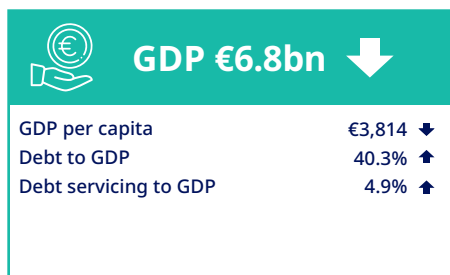 GDP €6.8bn
GDP per capita €3,814
Debt to GDP 40.3%
Debt servicing to GDP 4.9%